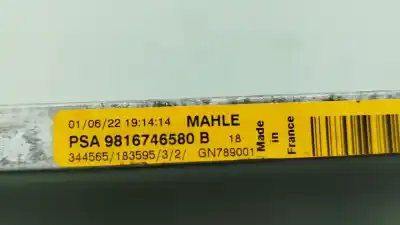 01/06/22 19:14:14 MAHLE
PSA 9816746580 B 18
344565/183595/3/2/ GN789001
Made in France